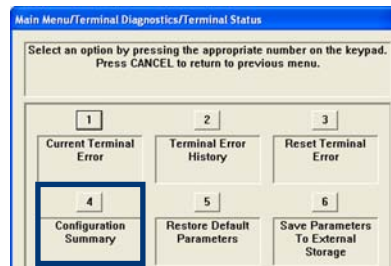 Main Menu/Terminal Diagnostics/Terminal Status
Select an option by pressing the appropriate number on the keypad.
Press CANCEL to return to previous menu.
1 2 3
Current Terminal Error Terminal Error History Reset Terminal Error
4 5 6
Configuration Summary Restore Default Parameters Save Parameters To External Storage